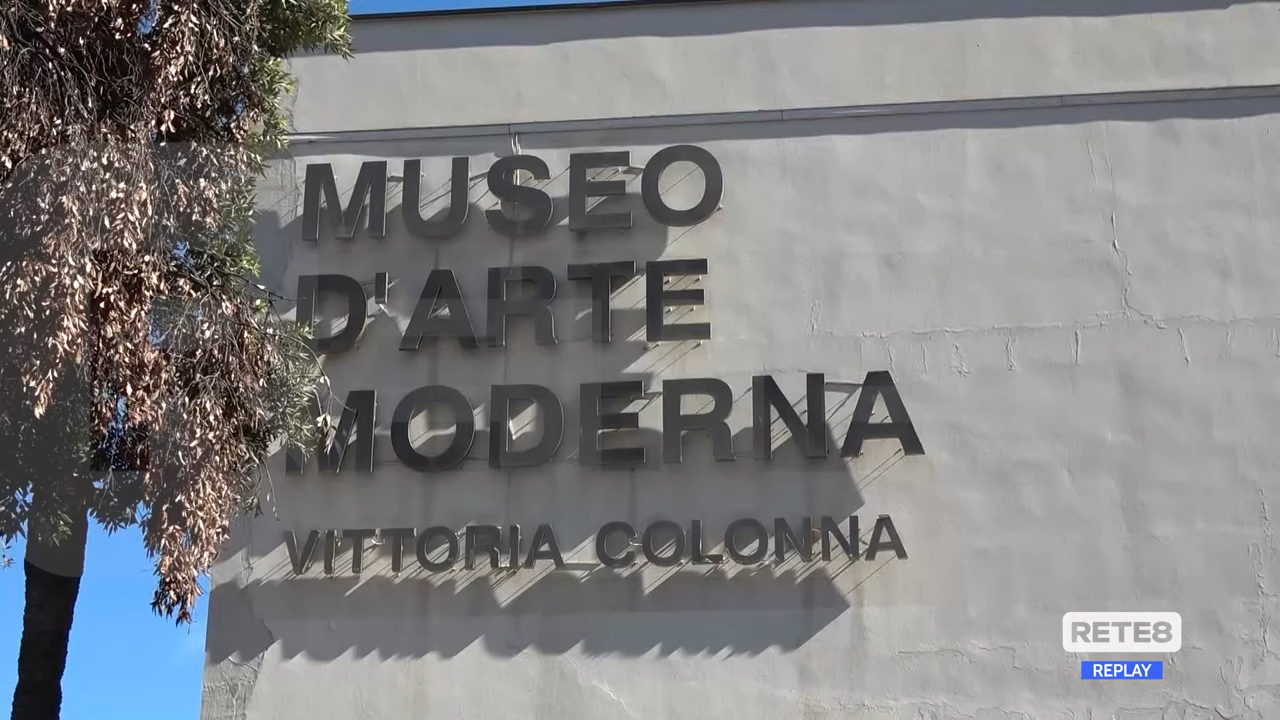 MUSEO
D'ARTE
MODERNA
VITTORIA COLONNA
RETE8
REPLAY